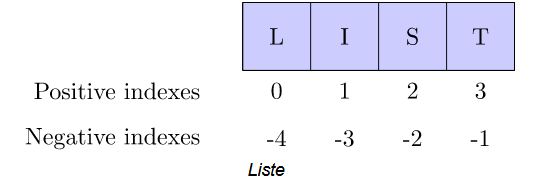 L I S T
Positive indexes 0 1 2 3
Negative indexes -4 -3 -2 -1
Liste